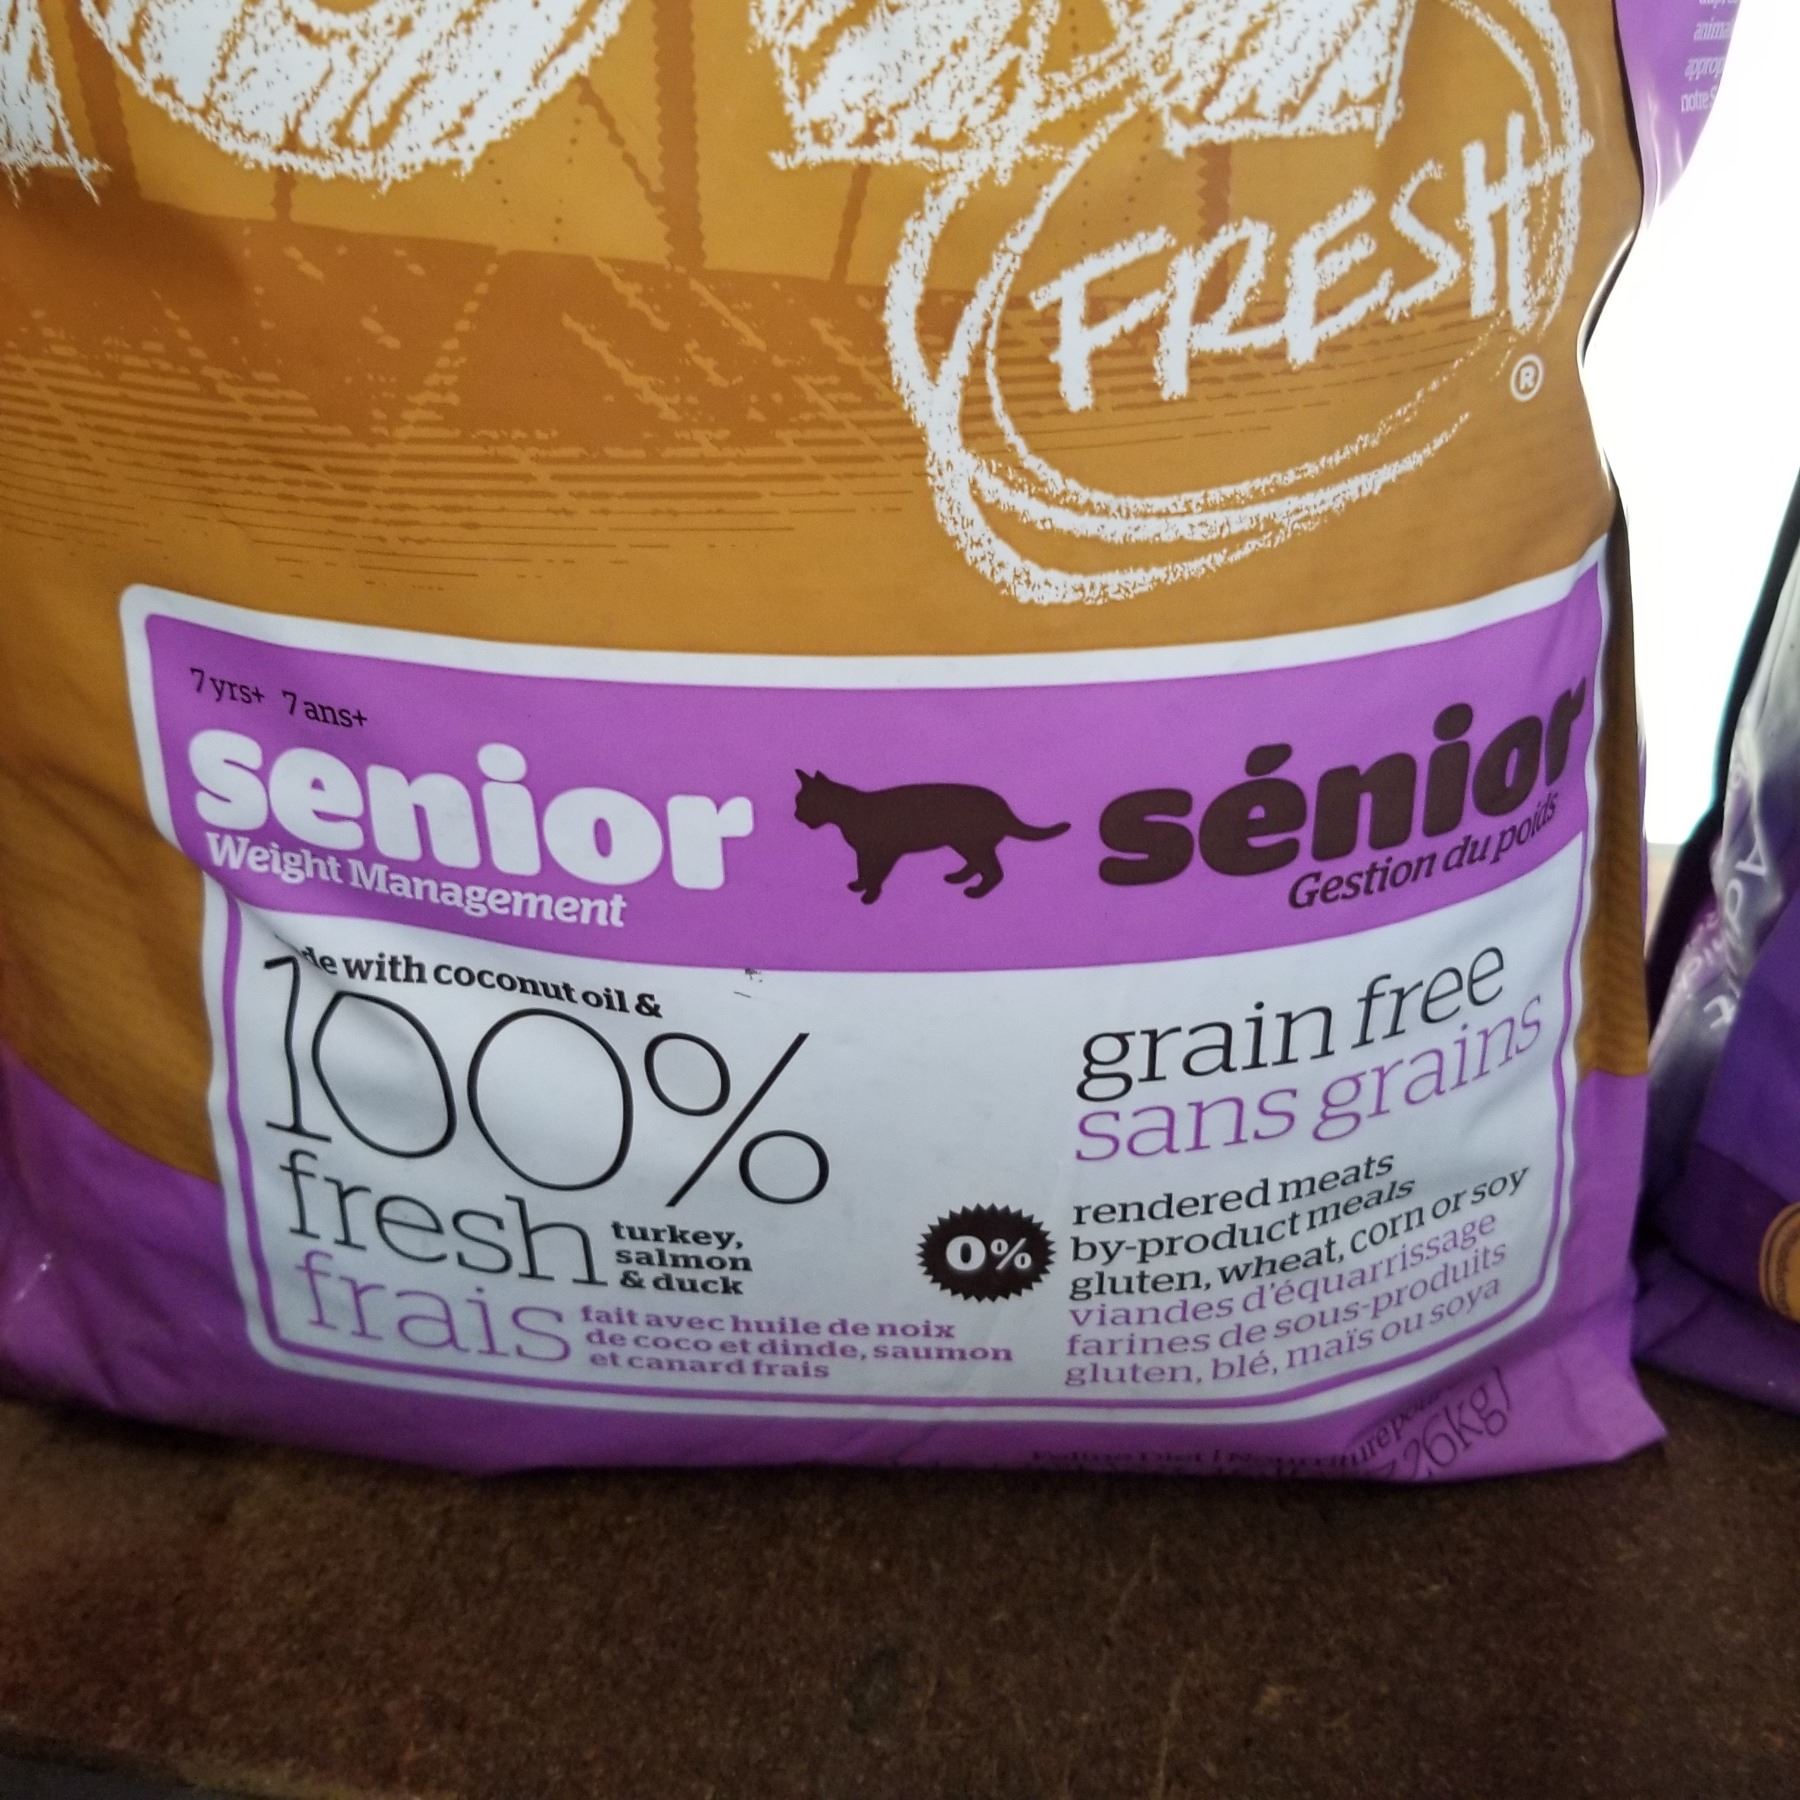 FRESH
®
7 yrs+ 7 ans+
senior
Weight Management
sénior
Gestion du poids
with coconut oil &
100%
fresh
turkey,
salmon
& duck
frais
fait avec huile de noix
de coco et dinde, saumon
et canard frais
grain free
sans grains
0%
rendered meats
by-product meals
gluten, wheat, corn or soy
viandes d'équarrissage
farines de sous-produits
gluten, blé, maïs ou soya